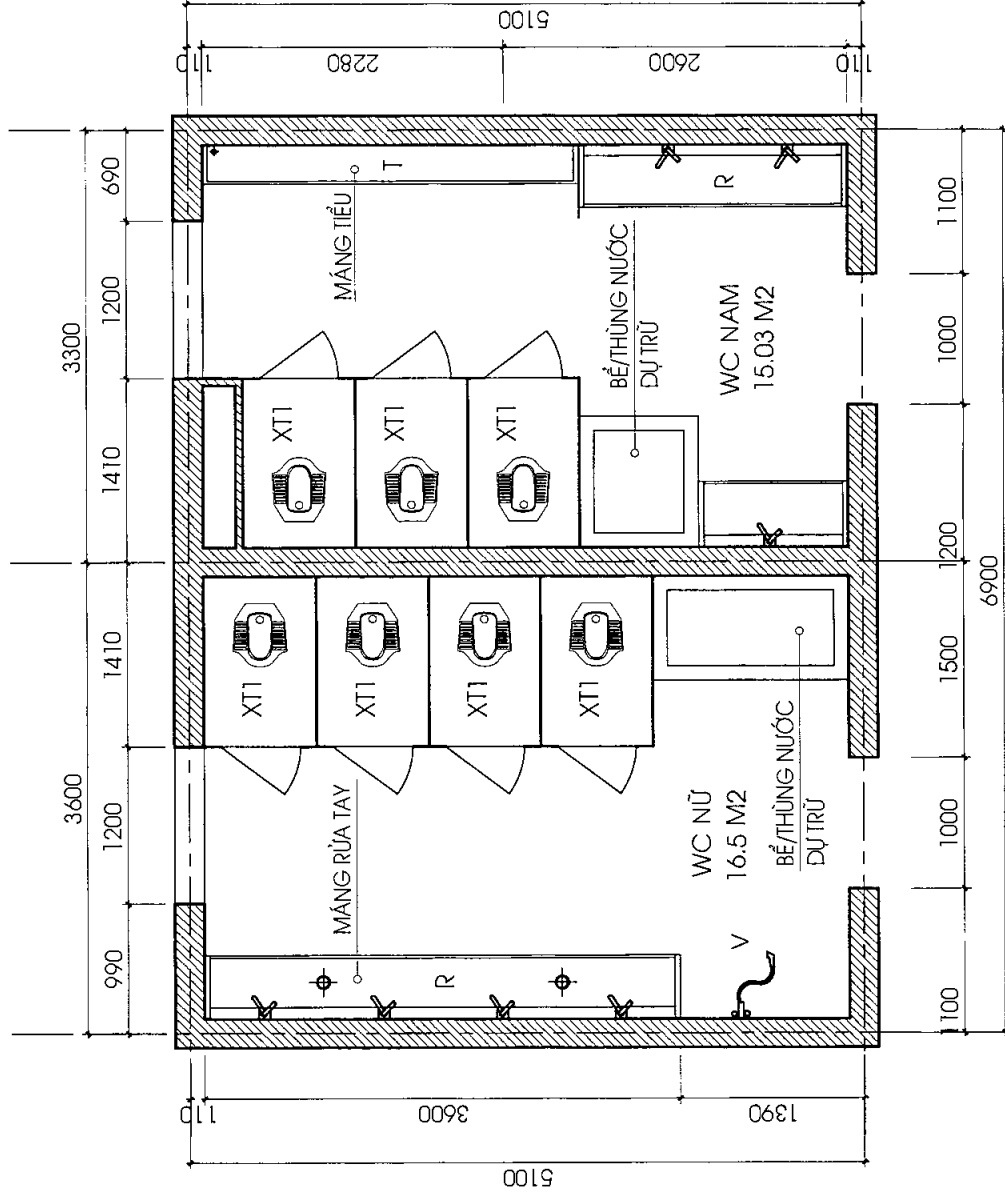 5100
110
2280
2600
110
3300
690
1200
1410
3600
1410
1200
990
MÁNG TIỂU
T
R
BỂ/THÙNG NƯỚC
DỰ TRỮ
WC NAM
15.03 M2
XT1
XT1
XT1
XT1
XT1
XT1
XT1
MÁNG RỬA TAY
R
WC NỮ
16.5 M2
BỂ/THÙNG NƯỚC
DỰ TRỮ
V
1100
1000
1200
1500
1000
1100
6900
110
3600
1390
5100